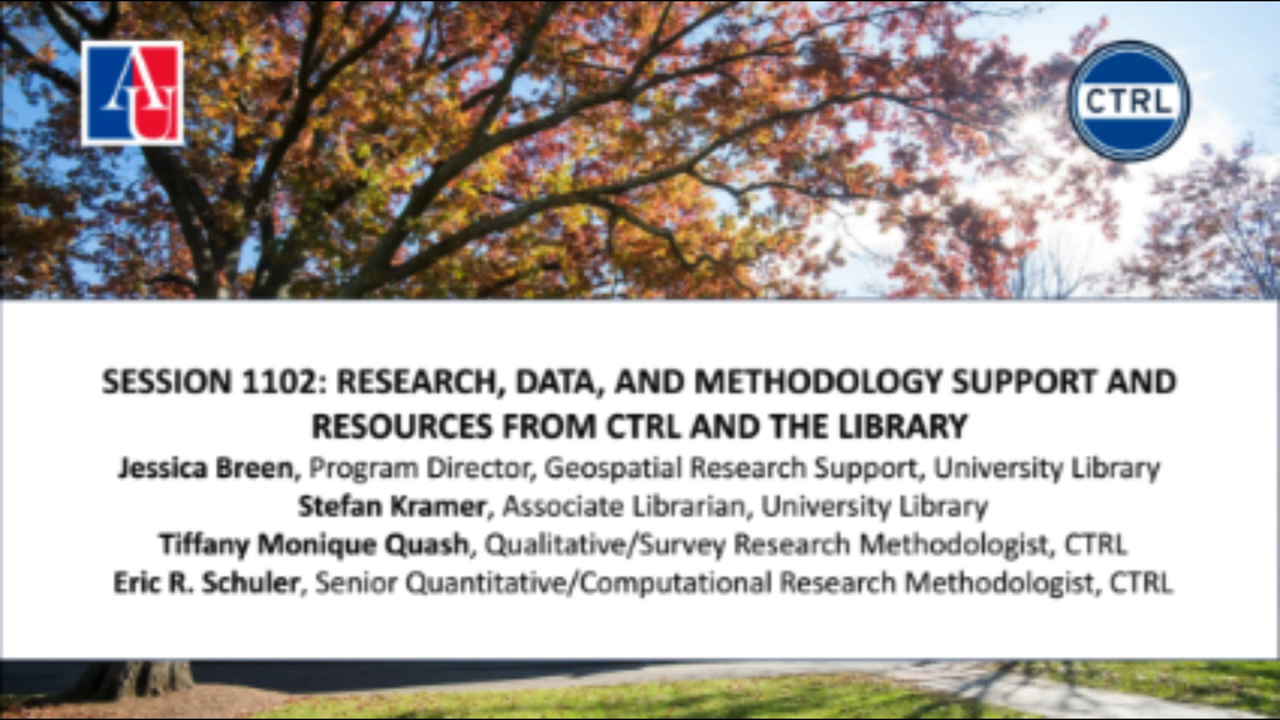 AU
CTRL
SESSION 1102: RESEARCH, DATA, AND METHODOLOGY SUPPORT AND
RESOURCES FROM CTRL AND THE LIBRARY
Jessica Breen, Program Director, Geospatial Research Support, University Library
Stefan Kramer, Associate Librarian, University Library
Tiffany Monique Quash, Qualitative/Survey Research Methodologist, CTRL
Eric R. Schuler, Senior Quantitative/Computational Research Methodologist, CTRL